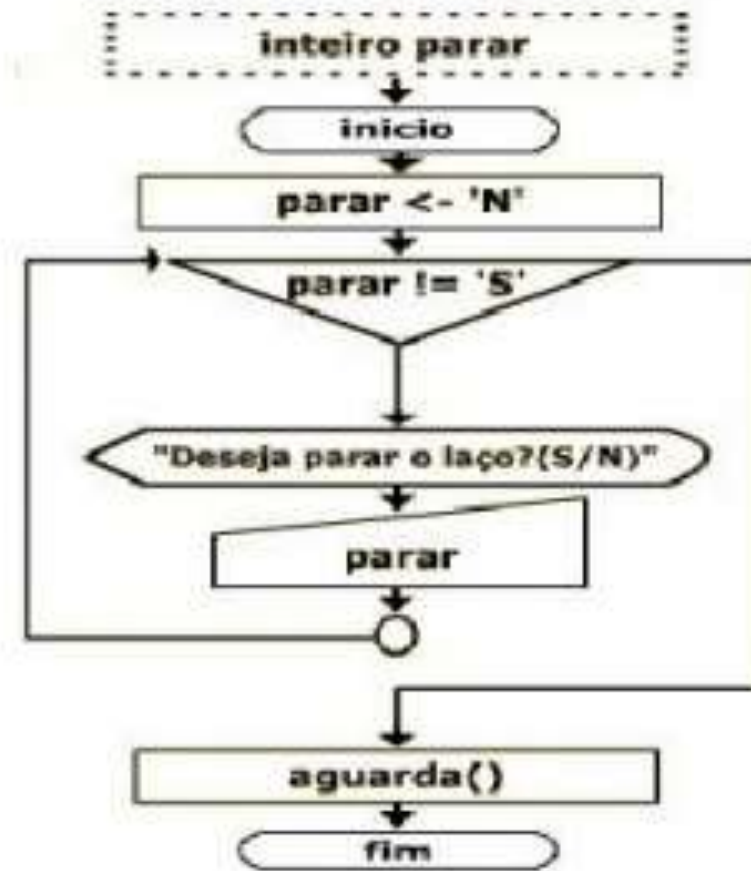 inteiro parar
inicio
parar <- 'N'
parar != 'S'
"Deseja parar o laço?(S/N)"
parar
aguarda()
fim